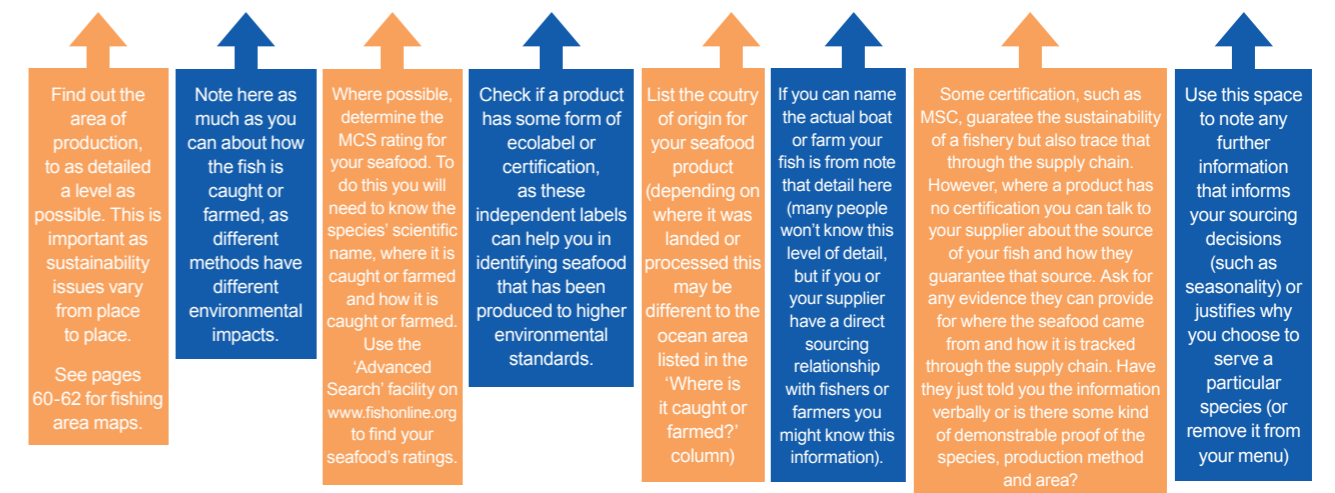 Find out the
area of
production,
to as detailed
a level as
possible. This is
important as
sustainability
issues vary
from place
to place.
See pages
60-62 for fishing
area maps.
Note here as
much as you
can about how
the fish is
caught or
farmed, as
different
methods have
different
environmental
impacts.
Where possible,
determine the
MCS rating for
your seafood. To
do this you will
need to know the
species' scientific
name, where it is
caught or farmed
and how it is
caught or farmed.
Use the
'Advanced
Search' facility on
www.fishonline.org
to find your
seafood's ratings.
Check if a product
has some form of
ecolabel or
certification,
as these
independent labels
can help you in
identifying seafood
that has been
produced to higher
environmental
standards.
List the coutry
of origin for
your seafood
product
(depending on
where it was
landed or
processed this
may be
different to the
ocean area
listed in the
'Where is
it caught or
farmed?'
column)
If you can name
the actual boat
or farm your
fish is from note
that detail here
(many people
won't know this
level of detail,
but if you or
your supplier
have a direct
sourcing
relationship
with fishers or
farmers you
might know this
information).
Some certification, such as
MSC, guaratee the sustainability
of a fishery but also trace that
through the supply chain.
However, where a product has
no certification you can talk to
your supplier about the source
of your fish and how they
guarantee that source. Ask for
any evidence they can provide
for where the seafood came
from and how it is tracked
through the supply chain. Have
they just told you the information
verbally or is there some kind
of demonstrable proof of the
species, production method
and area?
Use this space
to note any
further
information
that informs
your sourcing
decisions
(such as
seasonality) or
justifies why
you choose to
serve a
particular
species (or
remove it from
your menu)